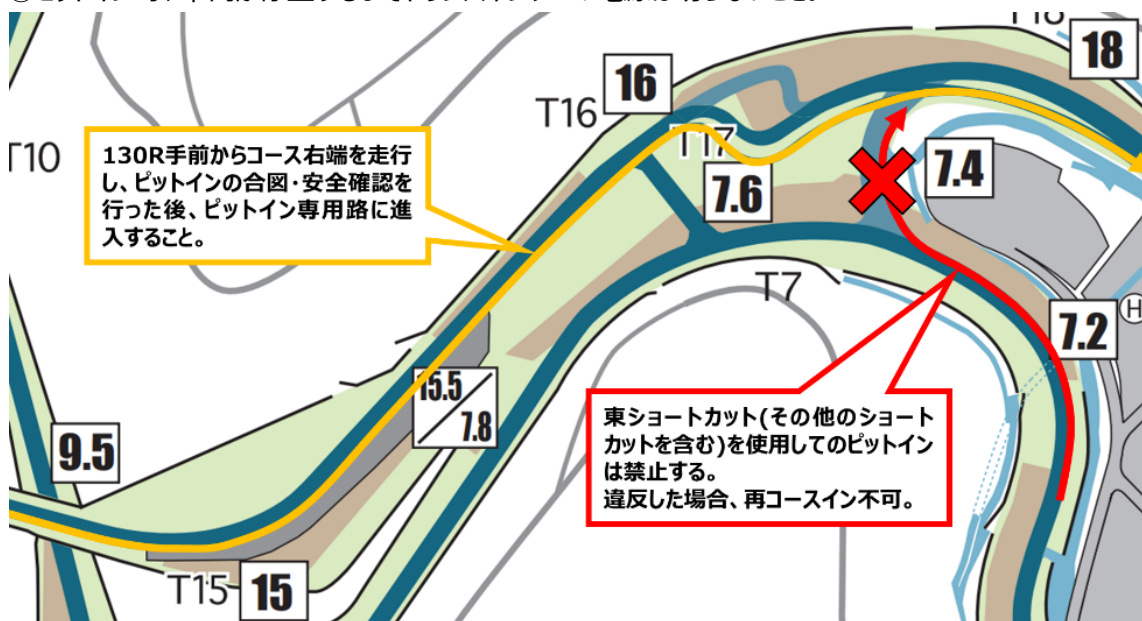 18
16
T16
T17
T10
7.6
7.4
130R手前からコース右端を走行
し、ピットインの合図・安全確認を
行った後、ピットイン専用路に進
入すること。
T7
7.2
H
15.5
7.8
9.5
東ショートカット(その他のショート
カットを含む)を使用してのピットイン
は禁止する。
違反した場合、再コースイン不可。
T15
15